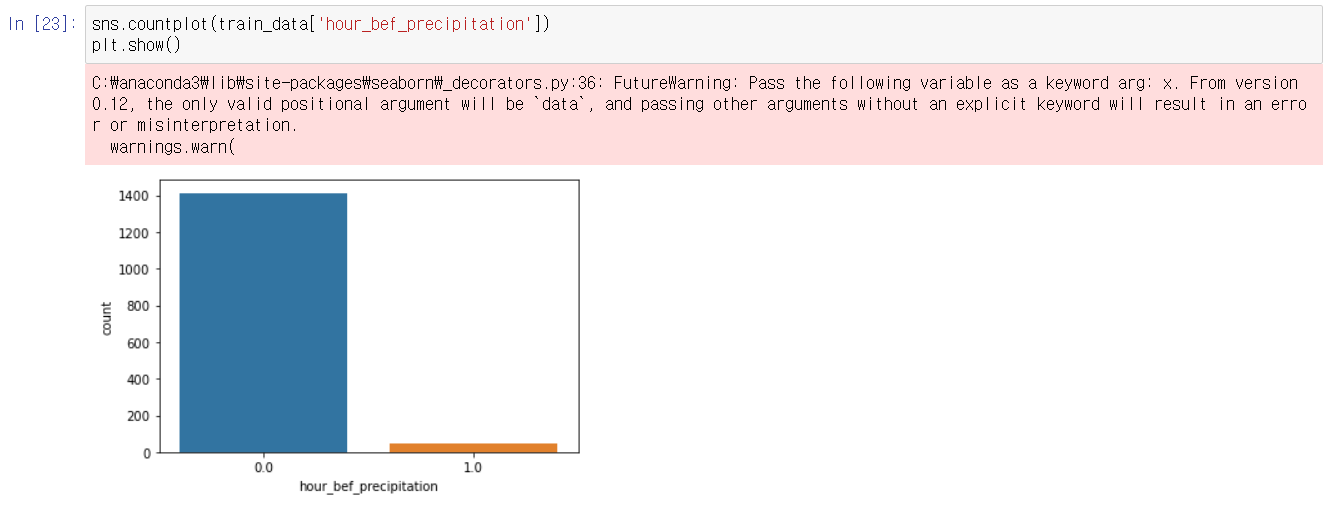 In [23]: sns.countplot(train_data['hour_bef_precipitation'])
plt.show()
C:₩anaconda3₩lib₩site-packages₩seaborn₩_decorators.py:36: FutureWarning: Pass the following variable as a keyword arg: x. From version
0.12, the only valid positional argument will be `data`, and passing other arguments without an explicit keyword will result in an erro
r or misinterpretation.
warnings.warn(
1400
1200
1000
800
600
400
200
0
count
0.0 1.0
hour_bef_precipitation